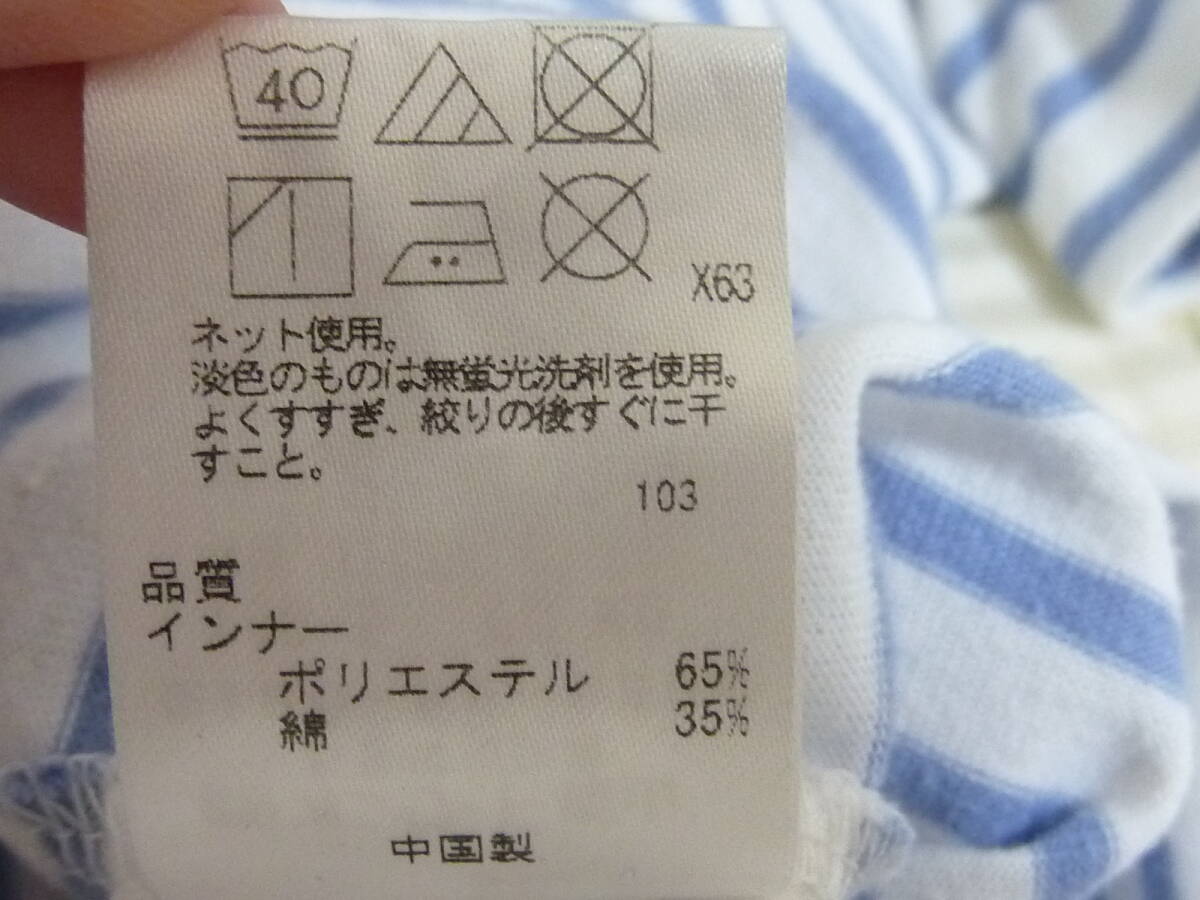 40
X63
ネット使用。
淡色のものは無蛍光洗剤を使用。
よくすすぎ、絞りの後すぐに干
すこと。
103
品質
インナー
ポリエステル 65%
綿 35%
中国製